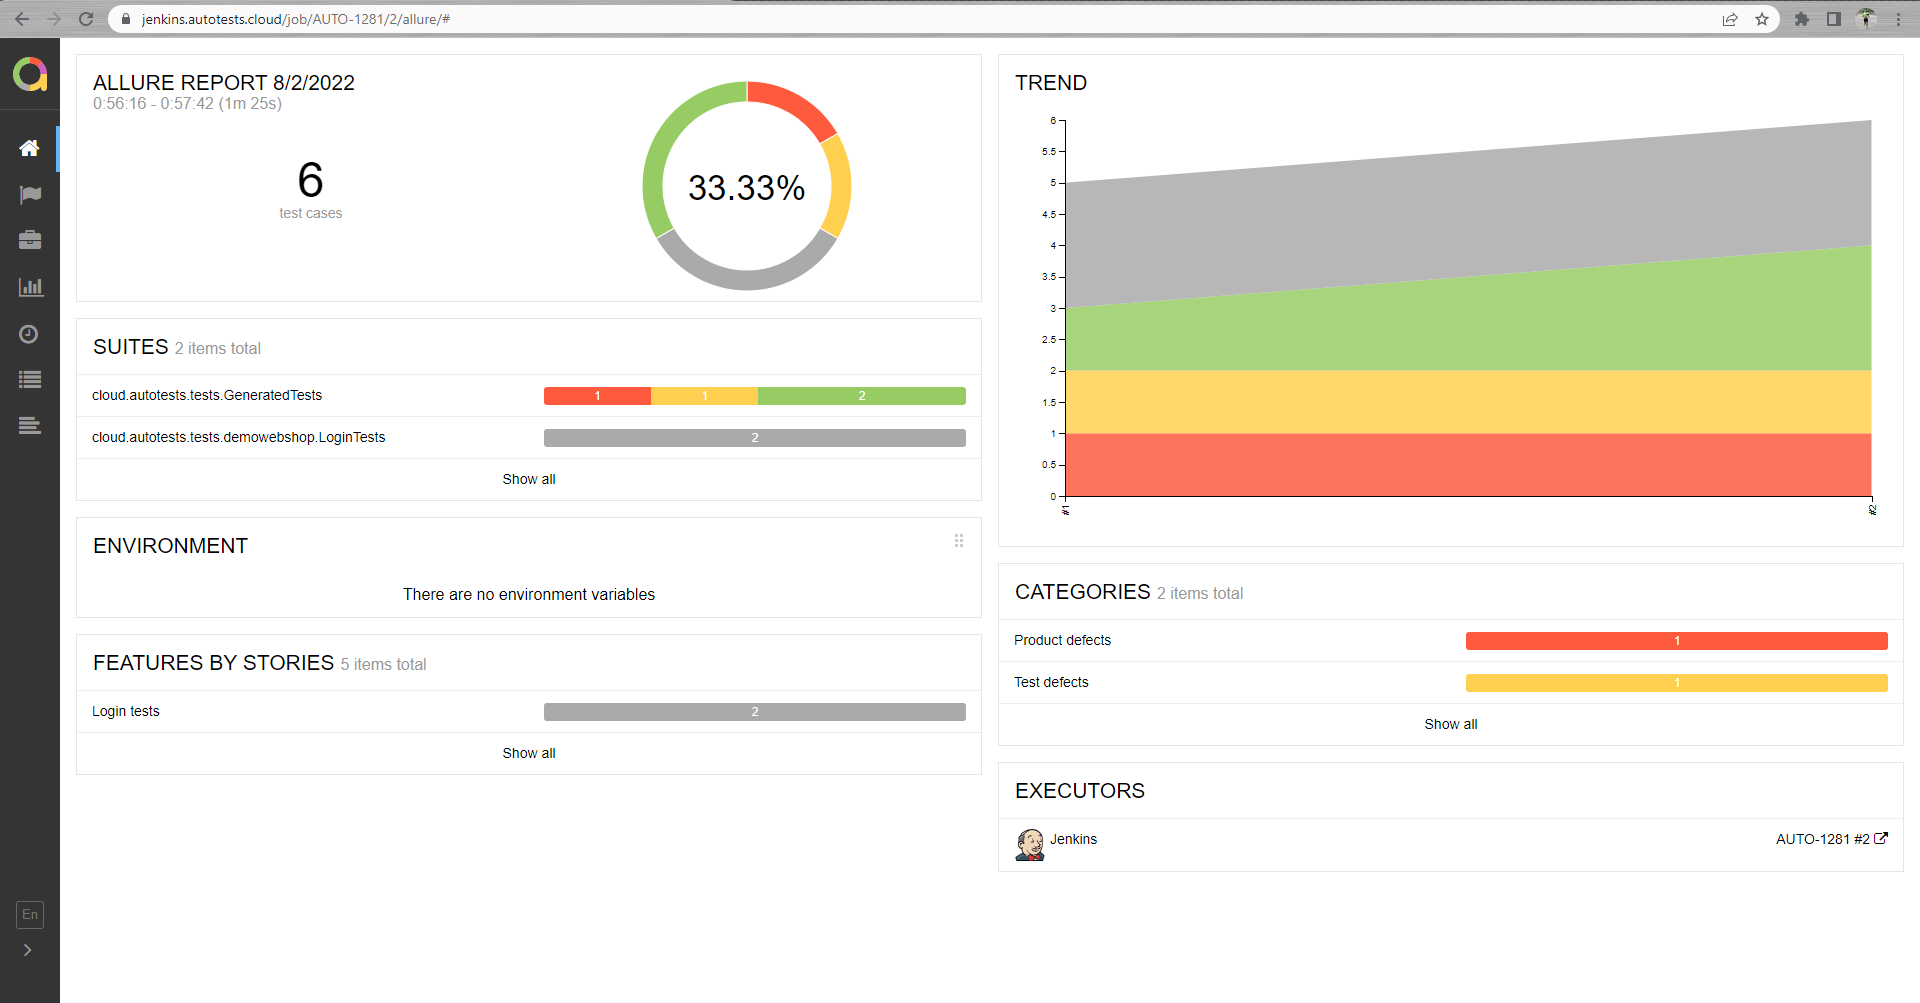 jenkins.autotests.cloud/job/AUTO-1281/2/allure/#
ALLURE REPORT 8/2/2022
0:56:16 - 0:57:42 (1m 25s)
6
test cases
33.33%
SUITES 2 items total
cloud.autotests.tests.GeneratedTests
1 1 2
cloud.autotests.tests.demowebshop.LoginTests
2
Show all
ENVIRONMENT
There are no environment variables
FEATURES BY STORIES 5 items total
Login tests
2
Show all
TREND
6
5.5
5
4.5
4
3.5
3
2.5
2
1.5
1
0.5
0
#1
#2
CATEGORIES 2 items total
Product defects
1
Test defects
1
Show all
EXECUTORS
Jenkins
AUTO-1281 #2
En